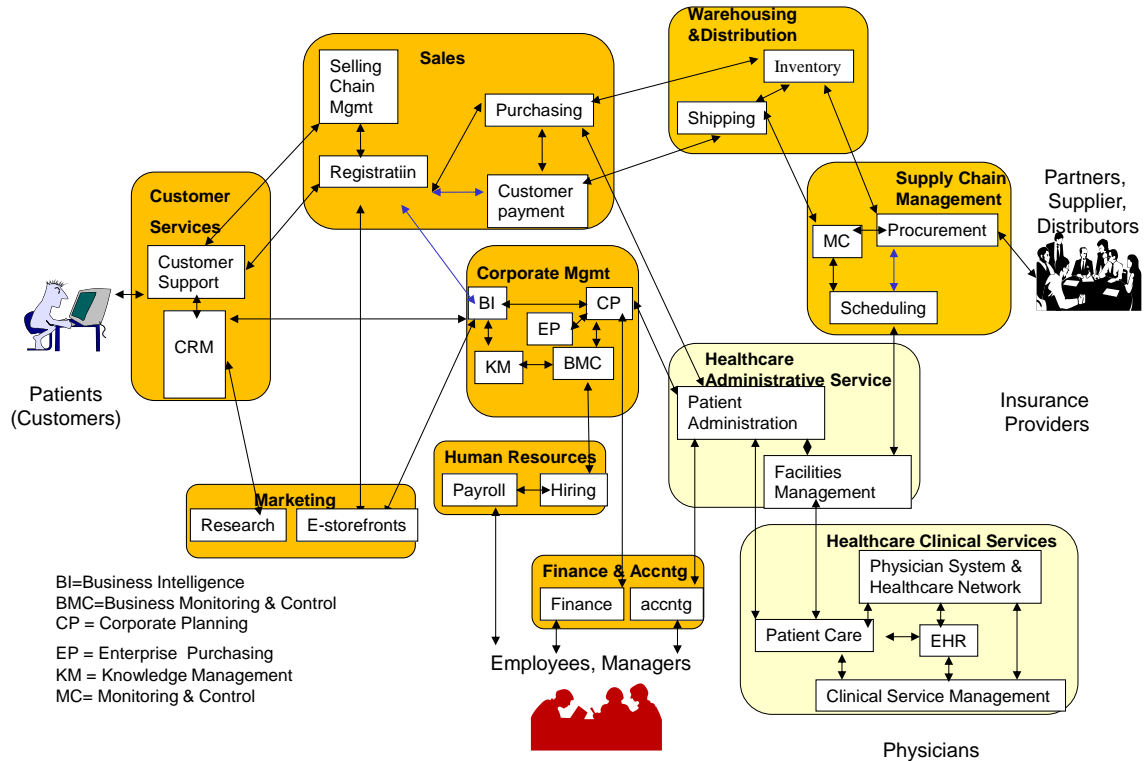 Warehousing
&Distribution
Inventory
Shipping
Sales
Selling
Chain
Mgmt
Purchasing
Registratiin
Customer
payment
Customer
Services
Customer
Support
CRM
Patients
(Customers)
Supply Chain
Management
MC
Procurement
Scheduling
Partners,
Supplier,
Distributors
Corporate Mgmt
BI
CP
EP
KM
BMC
Healthcare
Administrative Service
Patient
Administration
Facilities
Management
Insurance
Providers
Human Resources
Payroll
Hiring
Marketing
Research
E-storefronts
Finance & Accntg
Finance
accntg
Employees, Managers
Healthcare Clinical Services
Physician System &
Healthcare Network
Patient Care
EHR
Clinical Service Management
Physicians
BI=Business Intelligence
BMC=Business Monitoring & Control
CP = Corporate Planning
EP = Enterprise Purchasing
KM = Knowledge Management
MC= Monitoring & Control